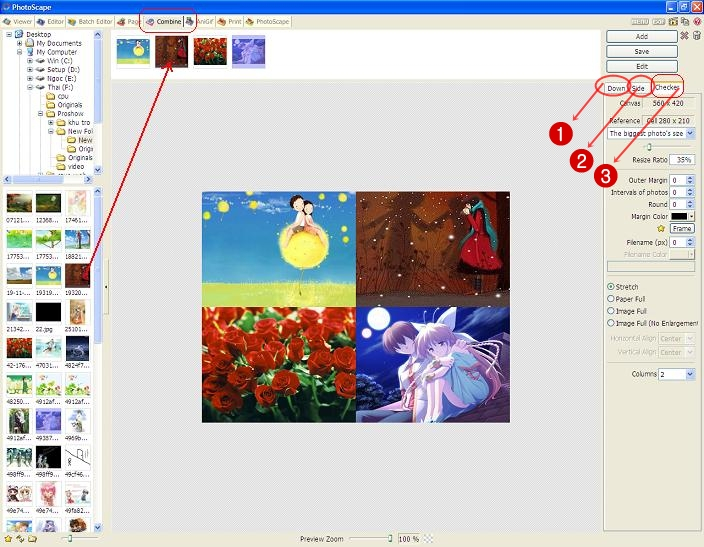 PhotoScape
Viewer Editor Batch Editor Page Combine AniGif Print PhotoScape
MENU EXIF
Desktop
My Documents
My Computer
Win (C:)
Setup (D:)
Ngoc (E:)
Thai (F:)
cpu
Originals
Proshow
khu tro
New Fol
New
Origi
Originals
video
Add
Save
Edit
Down Side Checker
Canvas 560 x 420
Reference Cell 280 x 210
The biggest photo's size
Resize Ratio 35%
Outer Margin 0
Intervals of photos 0
Round 0
Margin Color
Frame
Filename (px) 0
Filename Color
Stretch
Paper Full
Image Full
Image Full (No Enlargement
Horizontal Align Center
Vertical Align Center
Columns 2
1
2
3
07121... 12368... 17461...
17753... 17753... 18821...
19-11-... 19319... 19320...
21342... 22.jpg 25101...
42-176... 47031... 4824f7...
48250... 4912af... 4912af...
4912af... 49387... 4969b...
498ff9... 498ff9... 49cf46...
49e74... 49e74... 49fa82...
Preview Zoom 100 %